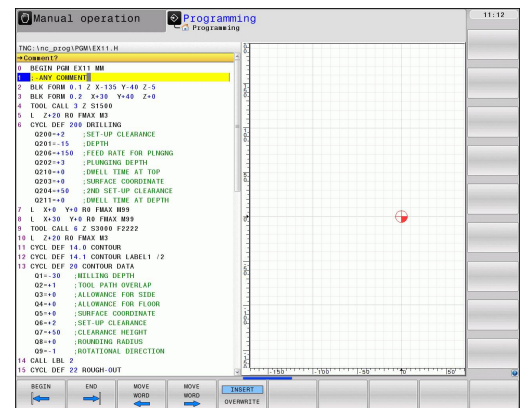 Manual operation
Programming
Programming
11:12
TNC:\nc_prog\PGM\EX11.H
→Comment?
0 BEGIN PGM EX11 MM
1 ;-ANY COMMENT
2 BLK FORM 0.1 Z X-135 Y-40 Z-5
3 BLK FORM 0.2 X+30 Y+40 Z+0
4 TOOL CALL 3 Z S1500
5 L Z+20 R0 FMAX M3
6 CYCL DEF 200 DRILLING
Q200=+2 ;SET-UP CLEARANCE
Q201=-15 ;DEPTH
Q206=+150 ;FEED RATE FOR PLNGNG
Q202=+3 ;PLUNGING DEPTH
Q210=+0 ;DWELL TIME AT TOP
Q203=+0 ;SURFACE COORDINATE
Q204=+50 ;2ND SET-UP CLEARANCE
Q211=+0 ;DWELL TIME AT DEPTH
7 L X+0 Y+0 R0 FMAX M99
8 L X+30 Y+0 R0 FMAX M99
9 TOOL CALL 6 Z S3000 F2222
10 L Z+20 R0 FMAX M3
11 CYCL DEF 14.0 CONTOUR
12 CYCL DEF 14.1 CONTOUR LABEL1 /2
13 CYCL DEF 20 CONTOUR DATA
Q1=-30 ;MILLING DEPTH
Q2=+1 ;TOOL PATH OVERLAP
Q3=+0 ;ALLOWANCE FOR SIDE
Q4=+0 ;ALLOWANCE FOR FLOOR
Q5=+0 ;SURFACE COORDINATE
Q6=+2 ;SET-UP CLEARANCE
Q7=+50 ;CLEARANCE HEIGHT
Q8=+0 ;ROUNDING RADIUS
Q9=-1 ;ROTATIONAL DIRECTION
14 CALL LBL 2
15 CYCL DEF 22 ROUGH-OUT
-150 -100 -50 0 50
BEGIN
END
MOVE WORD
MOVE WORD
INSERT
OVERWRITE